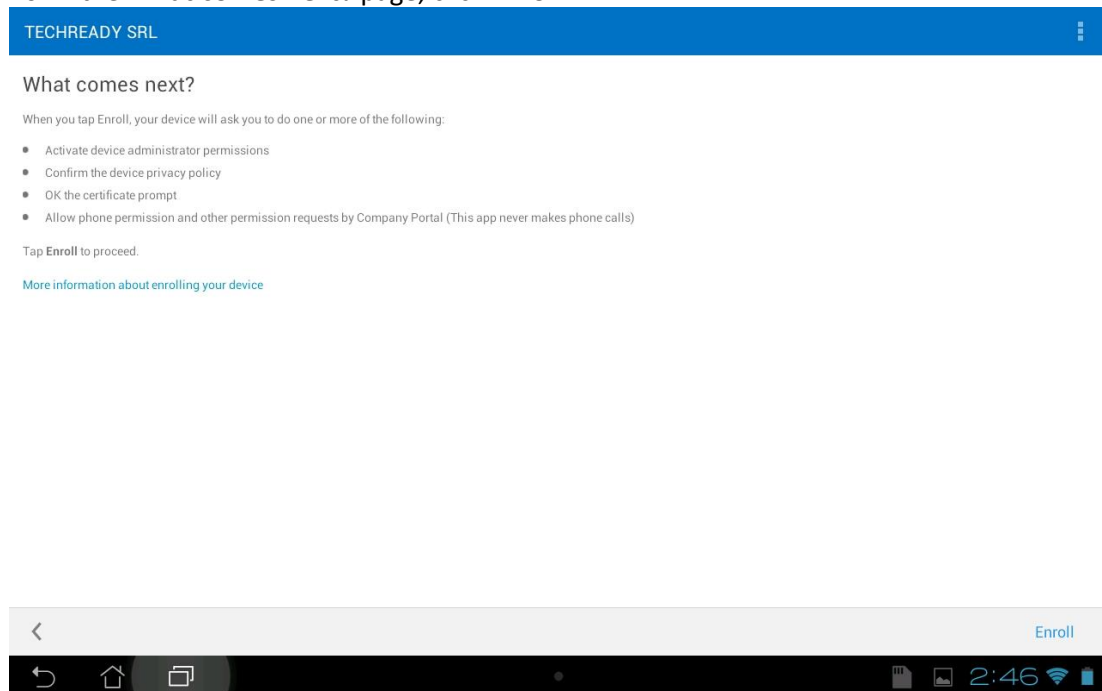 TECHREADY SRL
What comes next?
When you tap Enroll, your device will ask you to do one or more of the following:
Activate device administrator permissions
Confirm the device privacy policy
OK the certificate prompt
Allow phone permission and other permission requests by Company Portal (This app never makes phone calls)
Tap Enroll to proceed.
More information about enrolling your device
Enroll
2:46